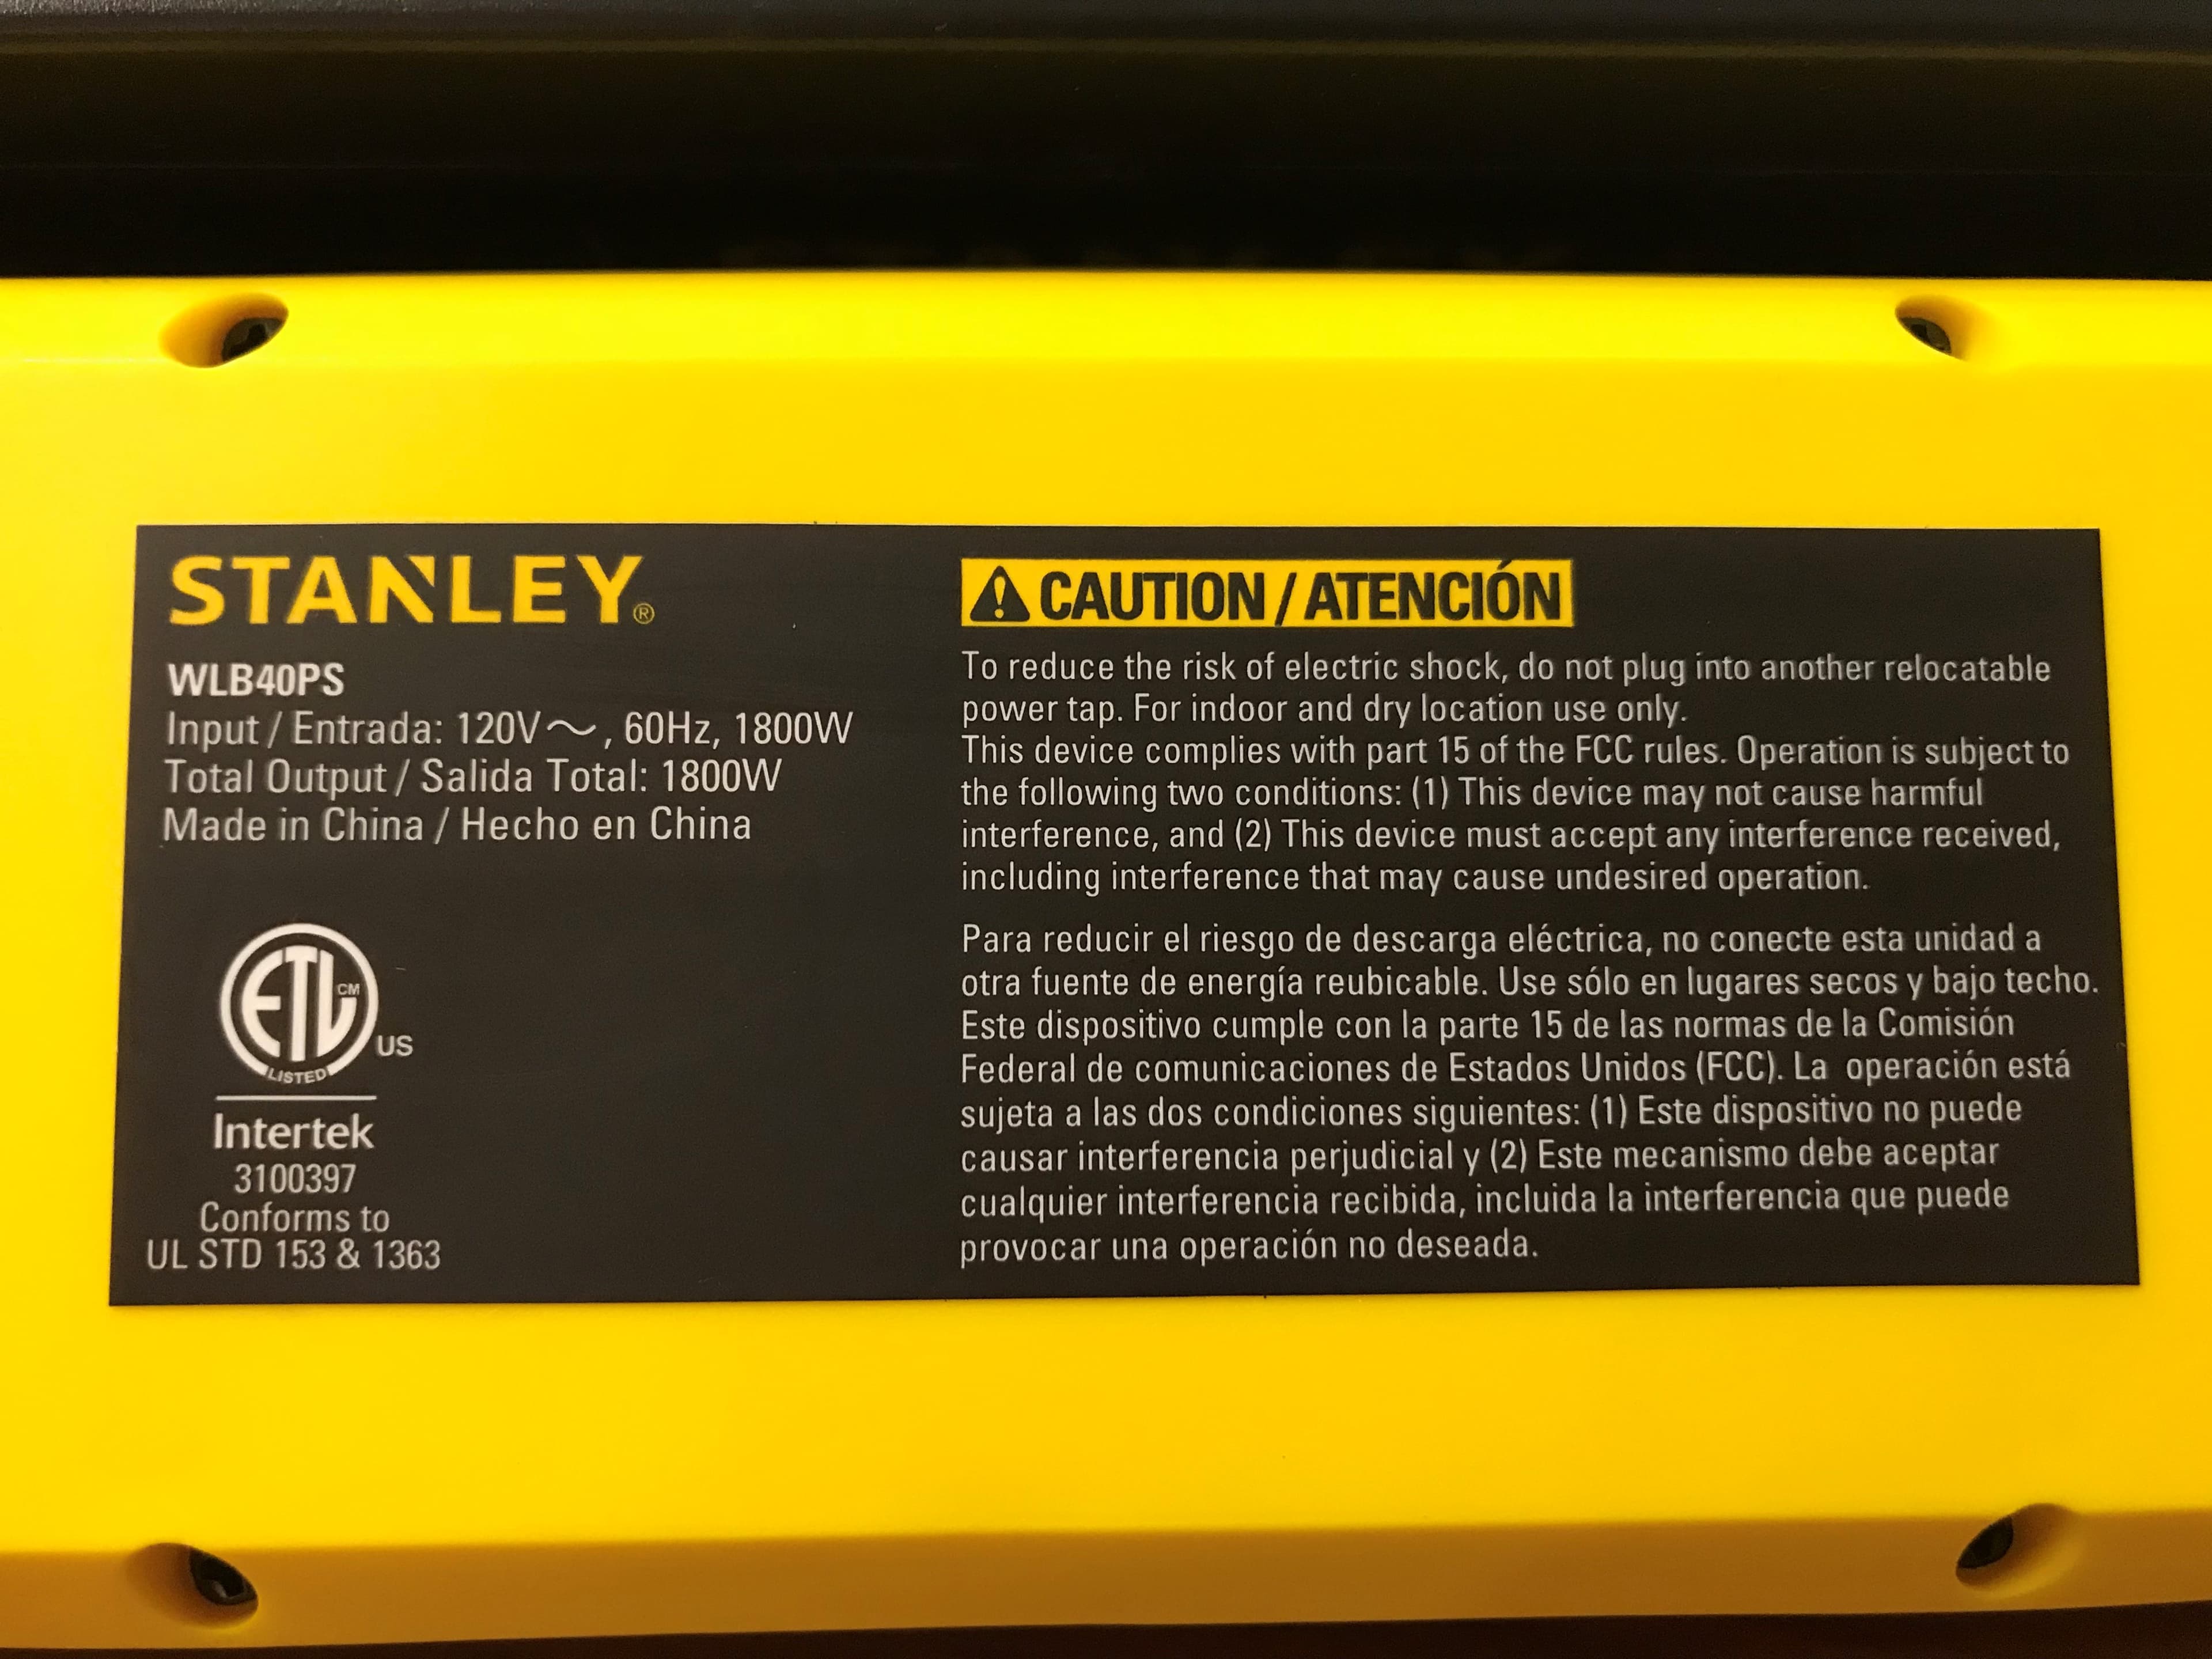 STANLEY®
WLB40PS
Input / Entrada: 120V～, 60Hz, 1800W
Total Output / Salida Total: 1800W
Made in China / Hecho en China
ETL CM
US
LISTED
Intertek
3100397
Conforms to
UL STD 153 & 1363
CAUTION / ATENCIÓN
To reduce the risk of electric shock, do not plug into another relocatable
power tap. For indoor and dry location use only.
This device complies with part 15 of the FCC rules. Operation is subject to
the following two conditions: (1) This device may not cause harmful
interference, and (2) This device must accept any interference received,
including interference that may cause undesired operation.
Para reducir el riesgo de descarga eléctrica, no conecte esta unidad a
otra fuente de energía reubicable. Use sólo en lugares secos y bajo techo.
Este dispositivo cumple con la parte 15 de las normas de la Comisión
Federal de comunicaciones de Estados Unidos (FCC). La operación está
sujeta a las dos condiciones siguientes: (1) Este dispositivo no puede
causar interferencia perjudicial y (2) Este mecanismo debe aceptar
cualquier interferencia recibida, incluida la interferencia que puede
provocar una operación no deseada.